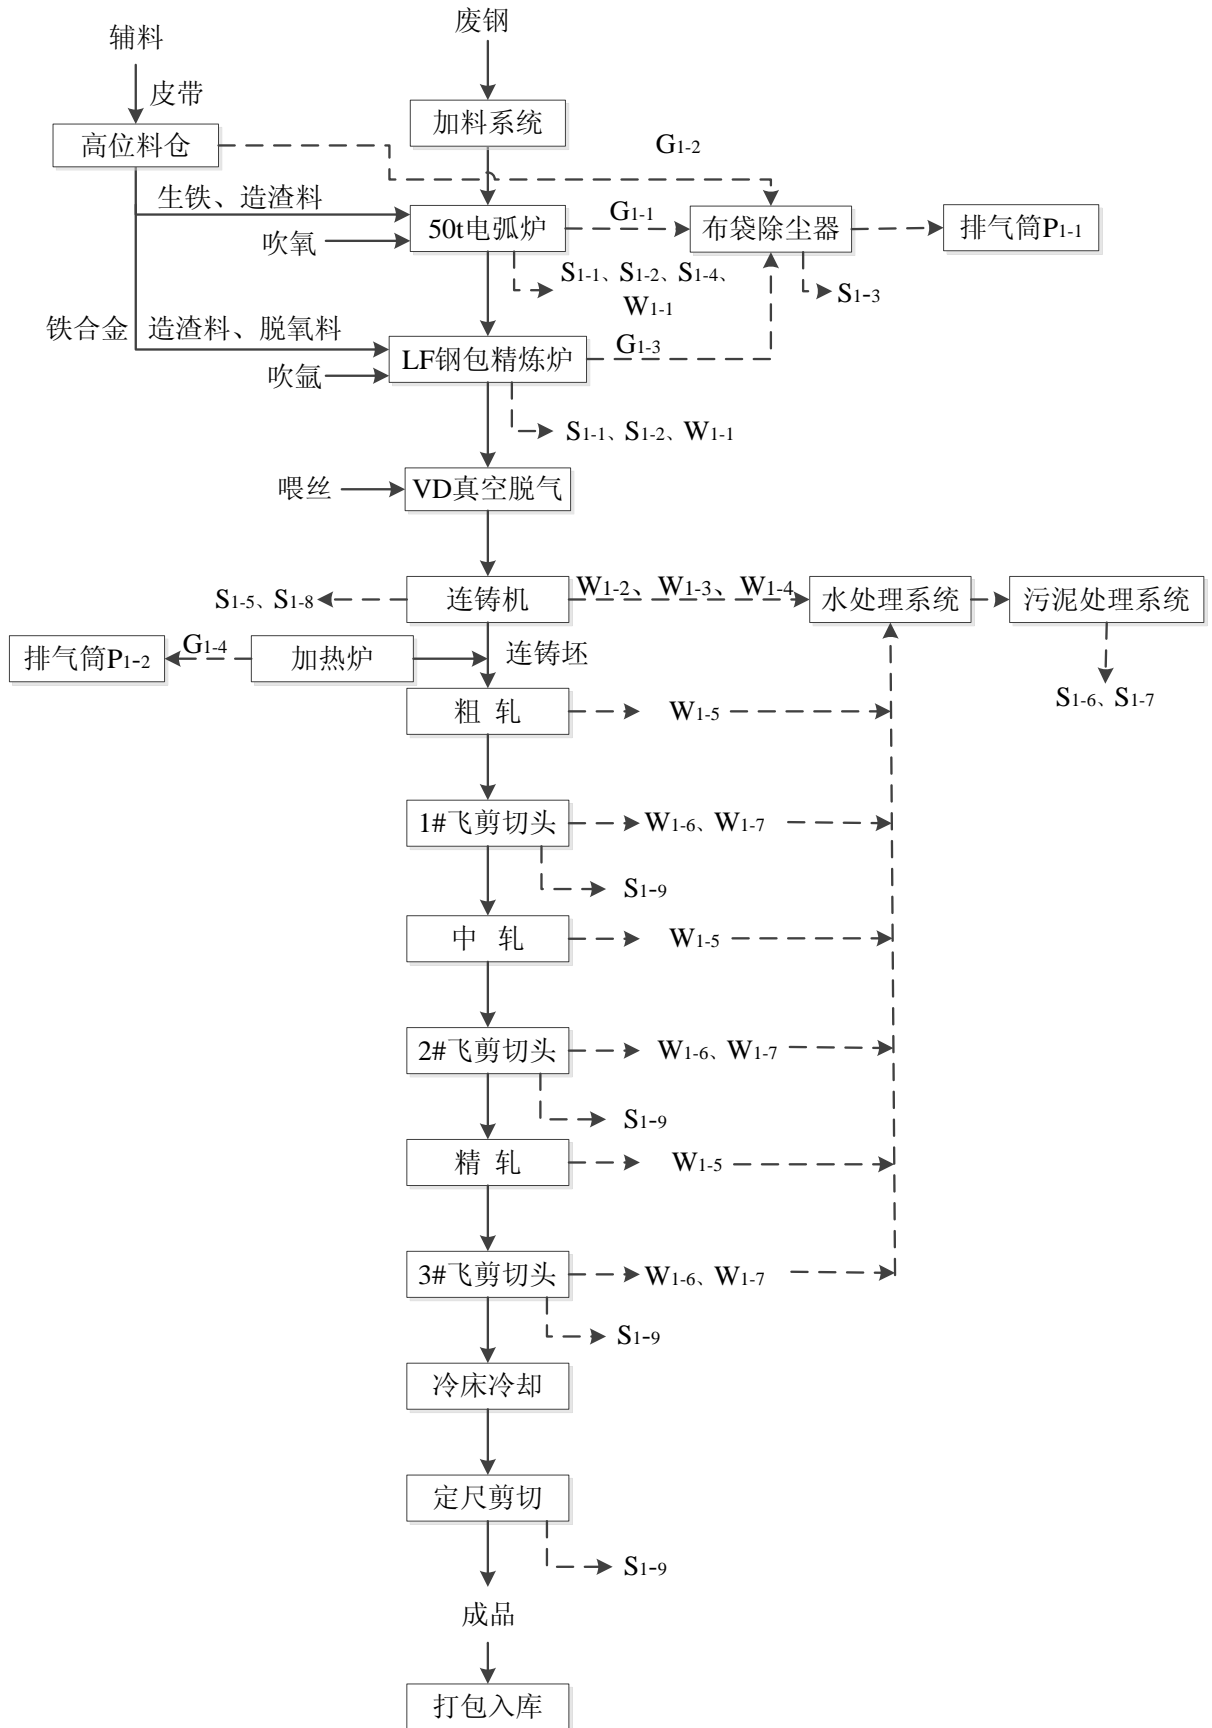 废钢
辅料
皮带
加料系统
高位料仓
G1-2
生铁、造渣料
50t电弧炉
G1-1
布袋除尘器
排气筒P1-1
吹氧
S1-1、S1-2、S1-4、
W1-1
S1-3
铁合金
造渣料、脱氧料
LF钢包精炼炉
G1-3
吹氩
S1-1、S1-2、W1-1
喂丝
VD真空脱气
S1-5、S1-8
连铸机
W1-2、W1-3、W1-4
水处理系统
污泥处理系统
排气筒P1-2
G1-4
加热炉
连铸坯
S1-6、S1-7
粗 轧
W1-5
1#飞剪切头
W1-6、W1-7
S1-9
中 轧
W1-5
2#飞剪切头
W1-6、W1-7
S1-9
精 轧
W1-5
3#飞剪切头
W1-6、W1-7
S1-9
冷床冷却
定尺剪切
S1-9
成品
打包入库